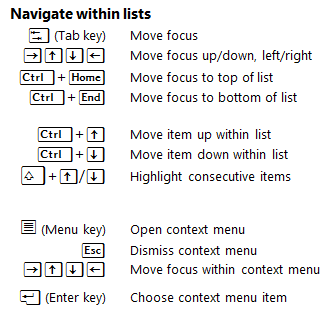 Navigate within lists
(Tab key) Move focus
→ ↑ ↓ ← Move focus up/down, left/right
Ctrl + Home Move focus to top of list
Ctrl + End Move focus to bottom of list
Ctrl + ↑ Move item up within list
Ctrl + ↓ Move item down within list
⇧ + ↑ / ↓ Highlight consecutive items
(Menu key) Open context menu
Esc Dismiss context menu
→ ↑ ↓ ← Move focus within context menu
(Enter key) Choose context menu item